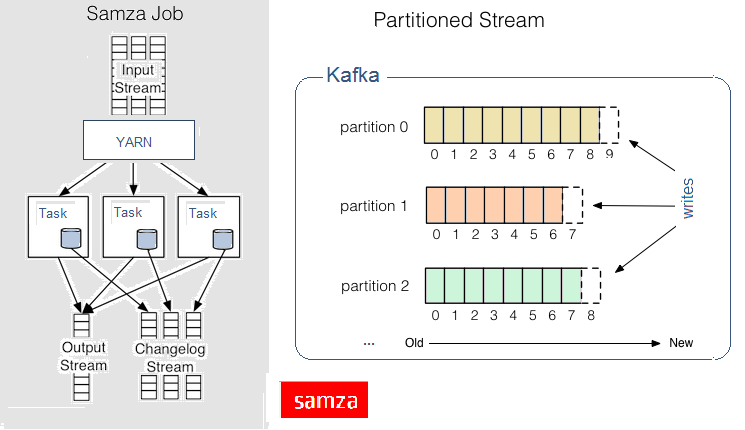 Samza Job
Input
Stream
YARN
Task
Task
Task
Output
Stream
Changelog
Stream
Partitioned Stream
Kafka
partition 0
0 1 2 3 4 5 6 7 8 9
partition 1
0 1 2 3 4 5 6 7
partition 2
0 1 2 3 4 5 6 7 8
writes
... Old New
samza